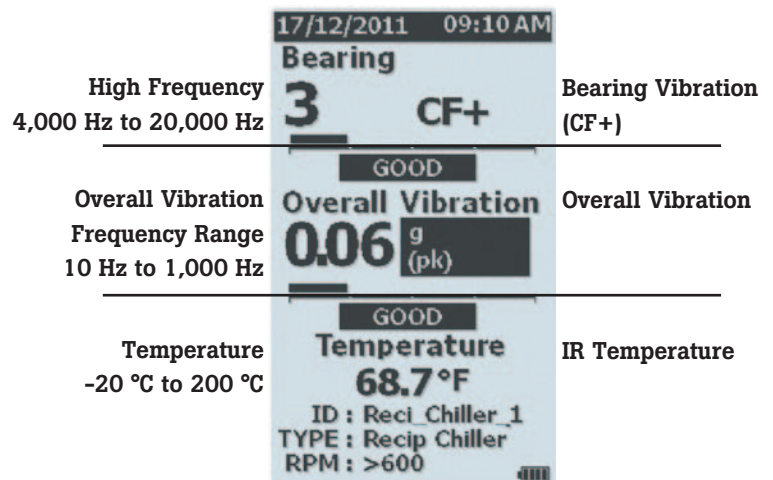 17/12/2011 09:10 AM
Bearing
High Frequency
4,000 Hz to 20,000 Hz
3 CF+
Bearing Vibration
(CF+)
GOOD
Overall Vibration
Frequency Range
10 Hz to 1,000 Hz
Overall Vibration
0.06 g
(pk)
Overall Vibration
GOOD
Temperature
-20 °C to 200 °C
Temperature
68.7 °F
IR Temperature
ID : Reci_Chiller_1
TYPE : Recip Chiller
RPM : >600